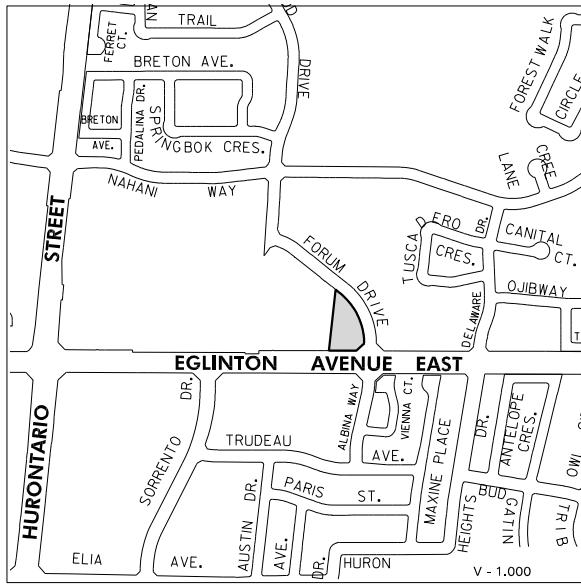 TRAIL
FERRET CT.
DRIVE
BRETON AVE.
BRETON AVE.
PEDALINA DR.
SPRINGBOK CRES.
NAHANI WAY
FOREST WALK
CIRCLE
CREE
LANE
STREET
FORUM DRIVE
TUSCADERO
CRES.
DR.
CANITAL
CT.
OJIBWAY
DELAWARE
EGLINTON AVENUE EAST
HURONTARIO
DR.
SORRENTO
TRUDEAU
AVE.
ALBINA WAY
VIENNA CT.
MAXINE PLACE
DR.
ANTELOPE
CRES.
AUSTIN
DR.
PARIS ST.
HEIGHTS
BUD
GATIN
TRIB
ELIA AVE.
AVE.
DR.
HURON
V - 1.000